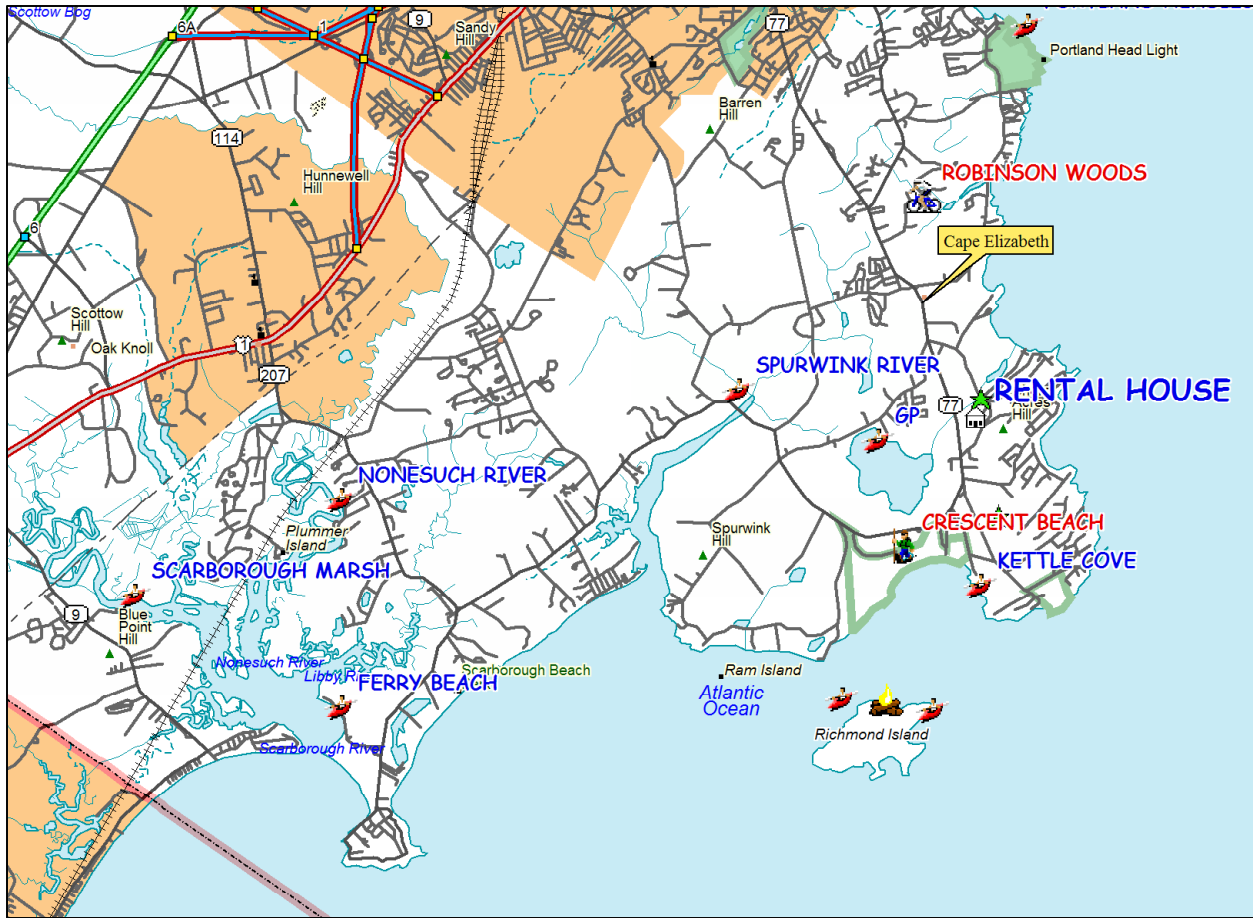 Scottow Bog
6A
1
9
Sandy
Hill
77
Portland Head Light
Barren
Hill
114
Hunnewell
Hill
ROBINSON WOODS
6
Cape Elizabeth
Scottow
Hill
Oak Knoll
1
207
SPURWINK RIVER
RENTAL HOUSE
77
GP
Hill
NONESUCH RIVER
CRESCENT BEACH
Plummer
Island
Spurwink
Hill
KETTLE COVE
SCARBOROUGH MARSH
9
Blue
Point
Hill
Nonesuch River
Scarborough Beach
Ram Island
FERRY BEACH
Atlantic
Ocean
Richmond Island
Scarborough River